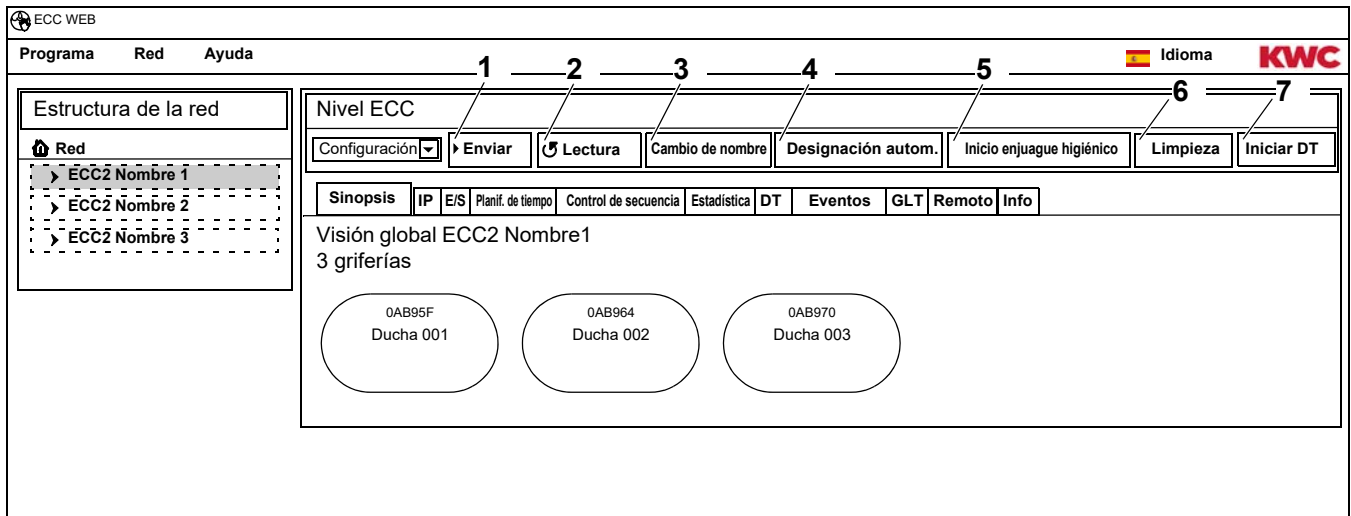 ECC WEB
Programa Red Ayuda Idioma KWC
1 2 3 4 5 6 7
Estructura de la red
Red
ECC2 Nombre 1
ECC2 Nombre 2
ECC2 Nombre 3
Nivel ECC
Configuración Enviar Lectura Cambio de nombre Designación autom. Inicio enjuague higiénico Limpieza Iniciar DT
Sinopsis IP E/S Planif. de tiempo Control de secuencia Estadística DT Eventos GLT Remoto Info
Visión global ECC2 Nombre1
3 griferías
0AB95F 0AB964 0AB970
Ducha 001 Ducha 002 Ducha 003